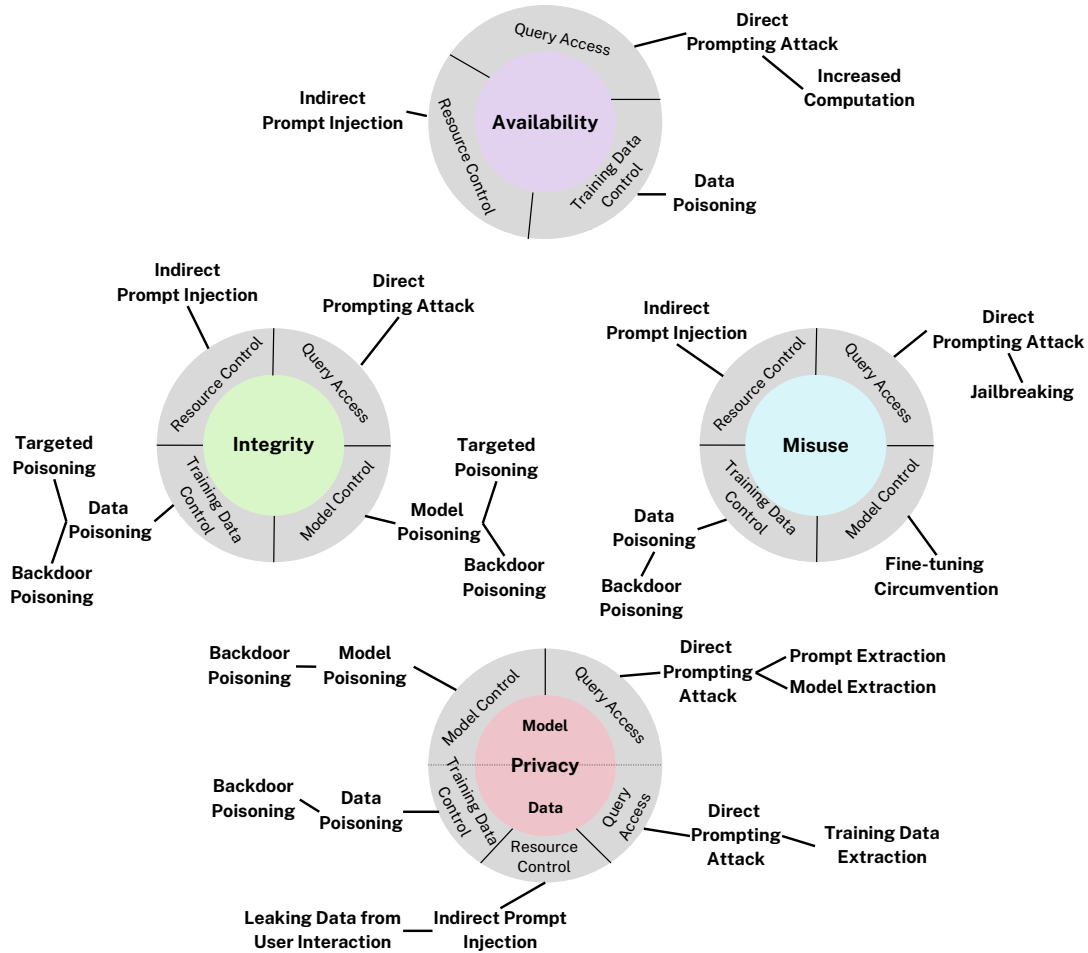 Query Access
Direct
Prompting Attack
Increased
Computation
Indirect
Prompt Injection
Resource Control
Availability
Training Data
Control
Data
Poisoning
Indirect
Prompt Injection
Direct
Prompting Attack
Resource Control
Query Access
Integrity
Targeted
Poisoning
Data
Poisoning
Backdoor
Poisoning
Training Data
Control
Model Control
Model
Poisoning
Targeted
Poisoning
Backdoor
Poisoning
Indirect
Prompt Injection
Direct
Prompting Attack
Jailbreaking
Resource Control
Query Access
Misuse
Training Data
Control
Model Control
Data
Poisoning
Backdoor
Poisoning
Fine-tuning
Circumvention
Backdoor
Poisoning
Model
Poisoning
Model Control
Query Access
Direct
Prompting
Attack
Prompt Extraction
Model Extraction
Model
Privacy
Data
Backdoor
Poisoning
Data
Poisoning
Training Data
Control
Resource
Control
Query
Access
Direct
Prompting
Attack
Training Data
Extraction
Leaking Data from
User Interaction
Indirect Prompt
Injection